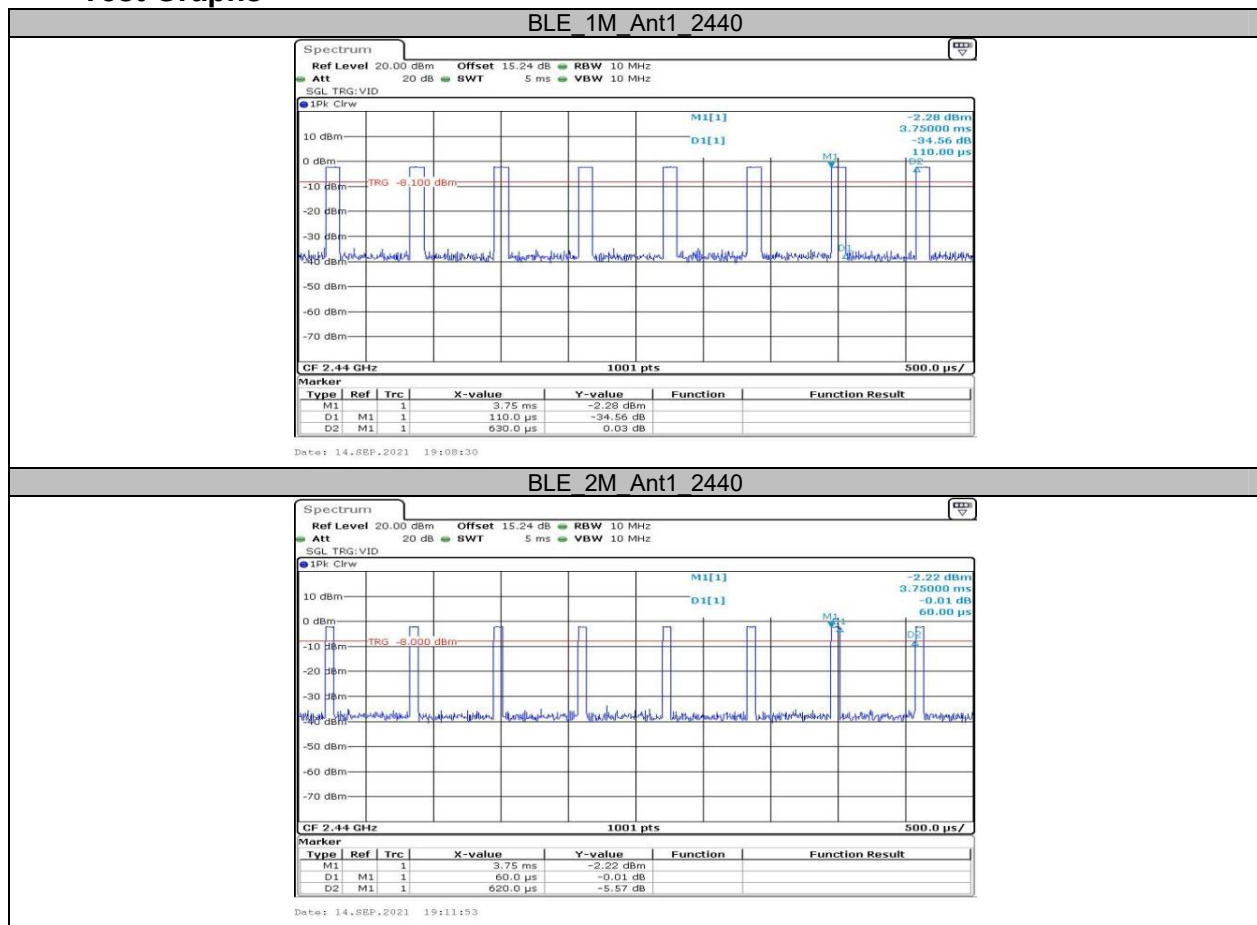 BLE_1M_Ant1_2440
Spectrum
Ref Level 20.00 dBm Offset 15.24 dB RBW 10 MHz
Att 20 dB SWT 5 ms VBW 10 MHz
SGL TRG:VID
1Pk Clrw
M1[1] -2.28 dBm
3.75000 ms
10 dBm D1[1] -34.56 dB
110.00 µs
0 dBm M1 D2
TRG -8.100 dBm
-10 dBm
-20 dBm
-30 dBm
D1
-40 dBm
-50 dBm
-60 dBm
-70 dBm
CF 2.44 GHz 1001 pts 500.0 µs/
Marker
Type Ref Trc X-value Y-value Function Function Result
M1 1 3.75 ms -2.28 dBm
D1 M1 1 110.0 µs -34.56 dB
D2 M1 1 630.0 µs 0.03 dB
Date: 14.SEP.2021 19:08:30
BLE_2M_Ant1_2440
Spectrum
Ref Level 20.00 dBm Offset 15.24 dB RBW 10 MHz
Att 20 dB SWT 5 ms VBW 10 MHz
SGL TRG:VID
1Pk Clrw
M1[1] -2.22 dBm
3.75000 ms
10 dBm D1[1] -0.01 dB
60.00 µs
0 dBm M1
TRG -8.000 dBm D2
-10 dBm
-20 dBm
-30 dBm
-40 dBm
-50 dBm
-60 dBm
-70 dBm
CF 2.44 GHz 1001 pts 500.0 µs/
Marker
Type Ref Trc X-value Y-value Function Function Result
M1 1 3.75 ms -2.22 dBm
D1 M1 1 60.0 µs -0.01 dB
D2 M1 1 620.0 µs -5.57 dB
Date: 14.SEP.2021 19:11:53